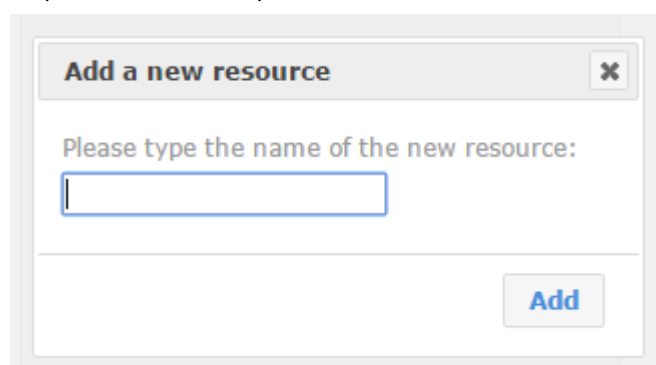 Add a new resource
Please type the name of the new resource:
Add